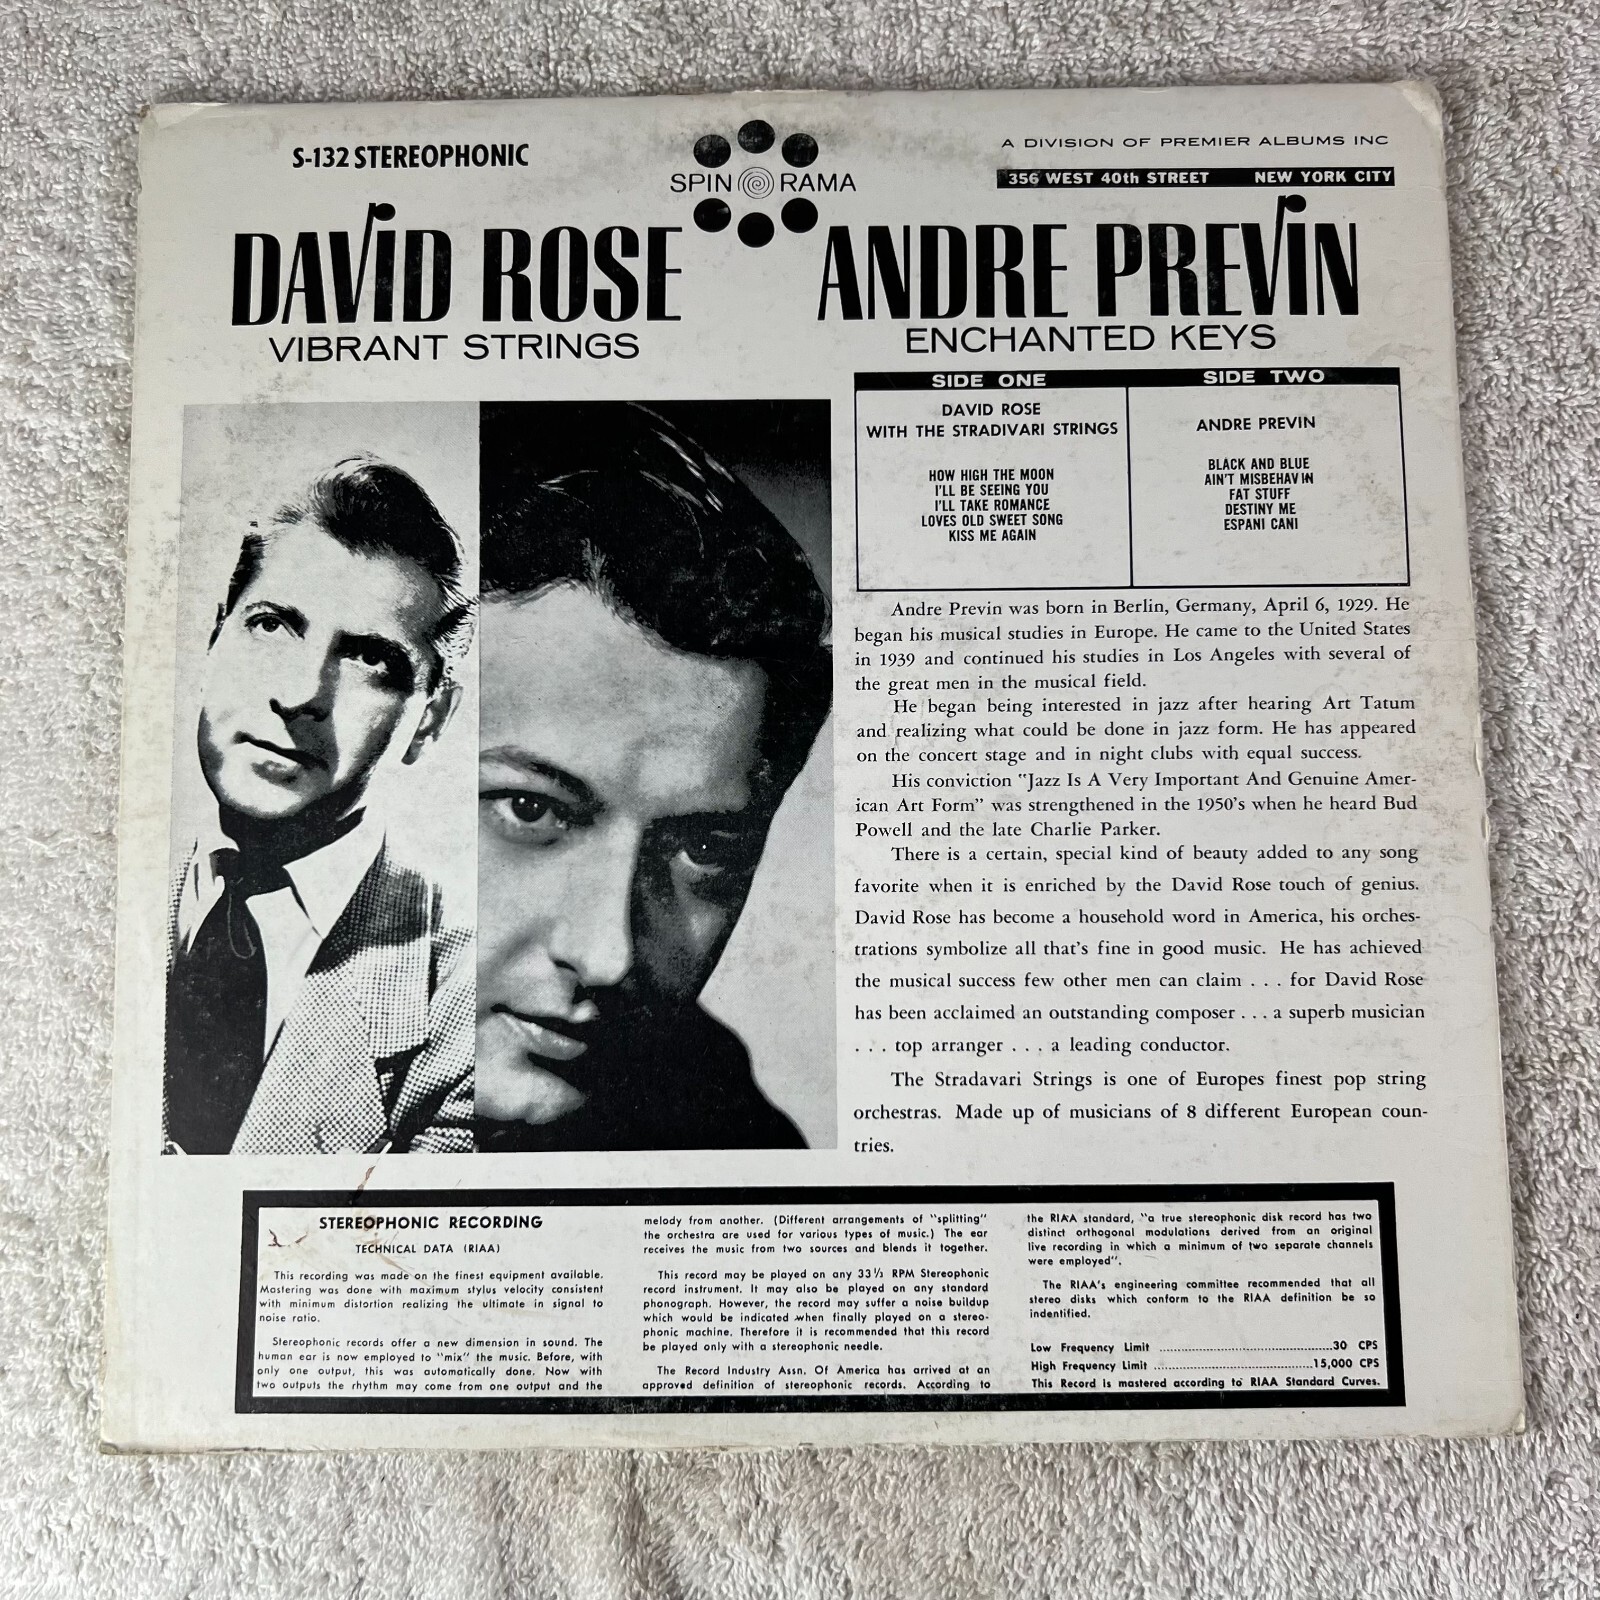 S-132 STEREOPHONIC
SPIN RAMA
A DIVISION OF PREMIER ALBUMS INC
356 WEST 40th STREET NEW YORK CITY
DAVID ROSE
VIBRANT STRINGS
ANDRE PREVIN
ENCHANTED KEYS
SIDE ONE
DAVID ROSE
WITH THE STRADIVARI STRINGS
HOW HIGH THE MOON
I'LL BE SEEING YOU
I'LL TAKE ROMANCE
LOVES OLD SWEET SONG
KISS ME AGAIN
SIDE TWO
ANDRE PREVIN
BLACK AND BLUE
AIN'T MISBEHAVIN
FAT STUFF
DESTINY ME
ESPANI CANI
Andre Previn was born in Berlin, Germany, April 6, 1929. He
began his musical studies in Europe. He came to the United States
in 1939 and continued his studies in Los Angeles with several of
the great men in the musical field.
He began being interested in jazz after hearing Art Tatum
and realizing what could be done in jazz form. He has appeared
on the concert stage and in night clubs with equal success.
His conviction "Jazz Is A Very Important And Genuine Amer-
ican Art Form" was strengthened in the 1950's when he heard Bud
Powell and the late Charlie Parker.
There is a certain, special kind of beauty added to any song
favorite when it is enriched by the David Rose touch of genius.
David Rose has become a household word in America, his orches-
trations symbolize all that's fine in good music. He has achieved
the musical success few other men can claim . . . for David Rose
has been acclaimed an outstanding composer . . . a superb musician
. . . top arranger . . . a leading conductor.
The Stradavari Strings is one of Europes finest pop string
orchestras. Made up of musicians of 8 different European coun-
tries.
STEREOPHONIC RECORDING
TECHNICAL DATA (RIAA)
This recording was made on the finest equipment available.
Mastering was done with maximum stylus velocity consistent
with minimum distortion realizing the ultimate in signal to
noise ratio.
Stereophonic records offer a new dimension in sound. The
human ear is now employed to "mix" the music. Before, with
only one output, this was automatically done. Now with
two outputs the rhythm may come from one output and the
melody from another. (Different arrangements of "splitting"
the orchestra are used for various types of music.) The ear
receives the music from two sources and blends it together.
This record may be played on any 33⅓ RPM Stereophonic
record instrument. It may also be played on any standard
phonograph. However, the record may suffer a noise buildup
which would be indicated when finally played on a stereo-
phonic machine. Therefore it is recommended that this record
be played only with a stereophonic needle.
The Record Industry Assn. Of America has arrived at an
approved definition of stereophonic records. According to
the RIAA standard, "a true stereophonic disk record has two
distinct orthogonal modulations derived from an original
live recording in which a minimum of two separate channels
were employed".
The RIAA's engineering committee recommended that all
stereo disks which conform to the RIAA definition be so
indentified.
Low Frequency Limit ........ 30 CPS
High Frequency Limit ........ 15,000 CPS
This Record is mastered according to RIAA Standard Curves.